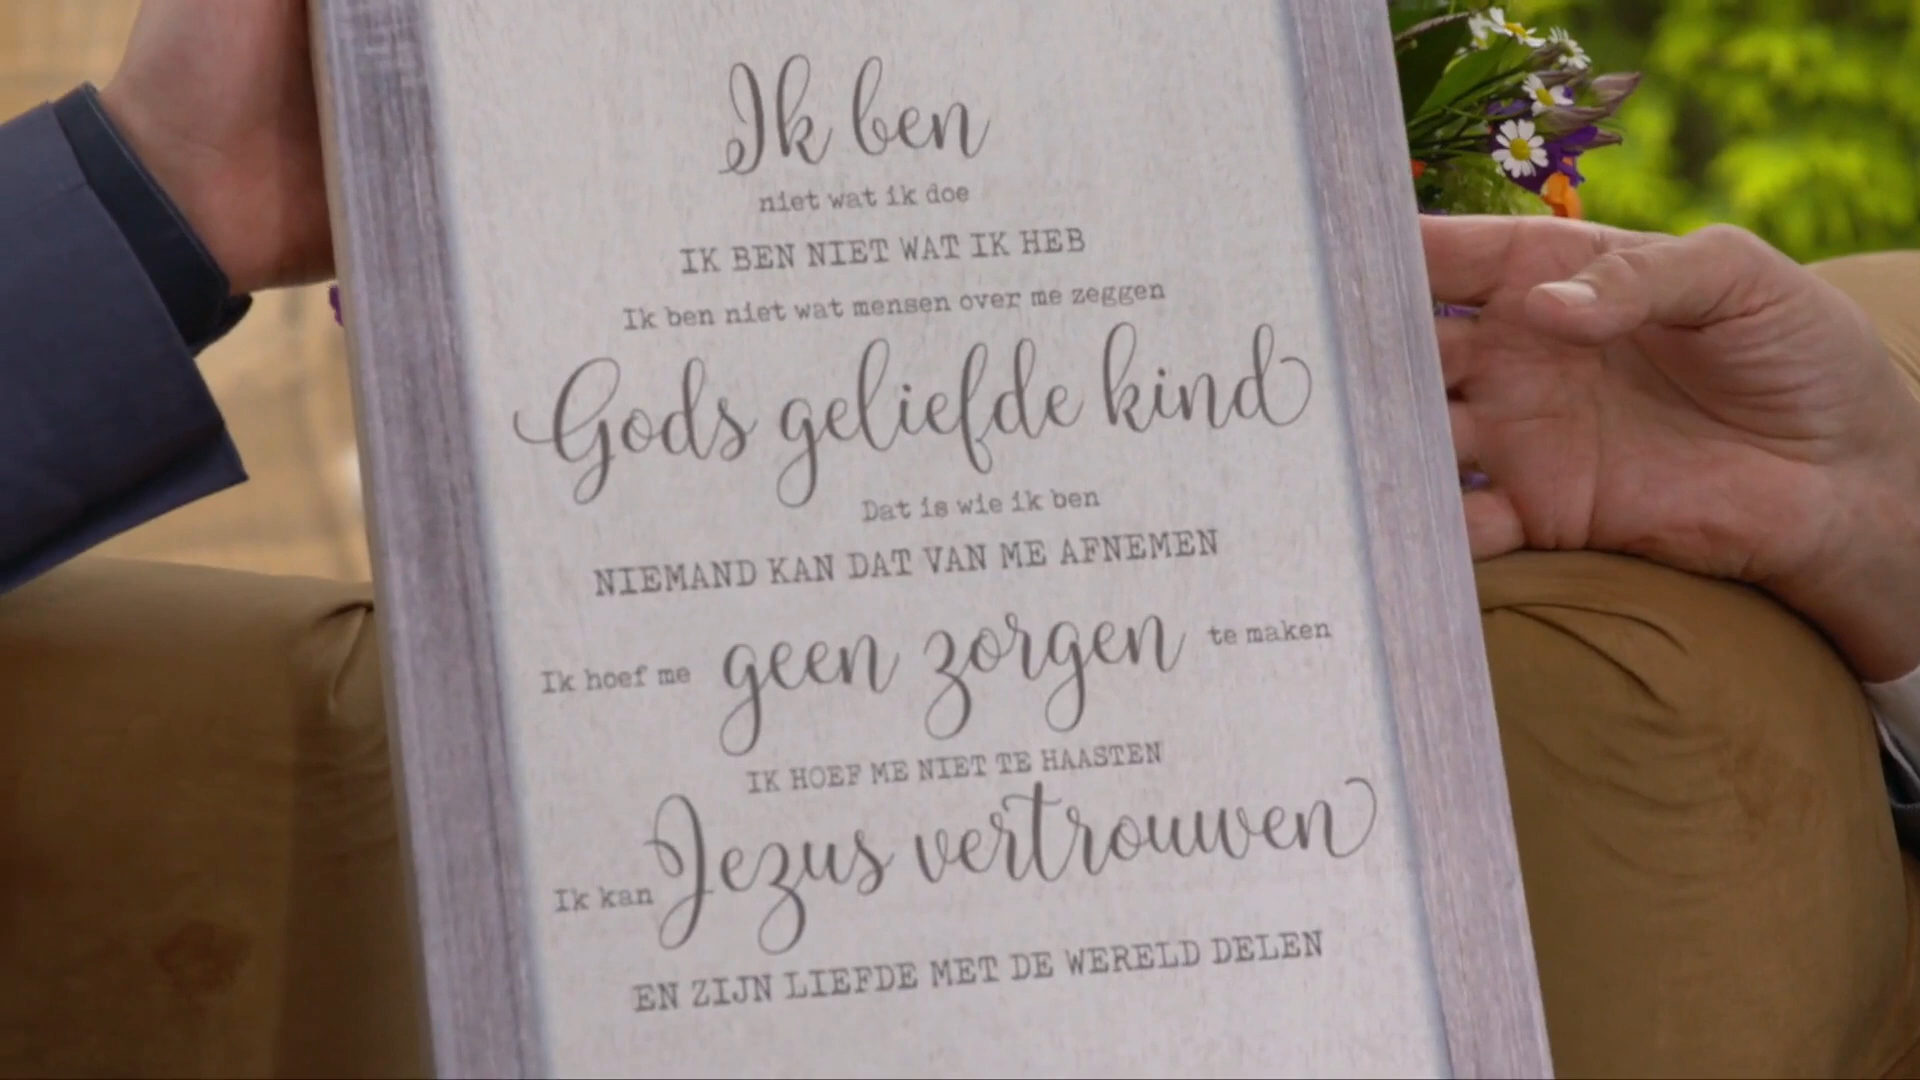 Ik ben
niet wat ik doe
IK BEN NIET WAT IK HEB
Ik ben niet wat mensen over me zeggen
Gods geliefde kind
Dat is wie ik ben
NIEMAND KAN DAT VAN ME AFNEMEN
Ik hoef me geen zorgen te maken
IK HOEF ME NIET TE HAASTEN
Ik kan Jezus vertrouwen
EN ZIJN LIEFDE MET DE WERELD DELEN